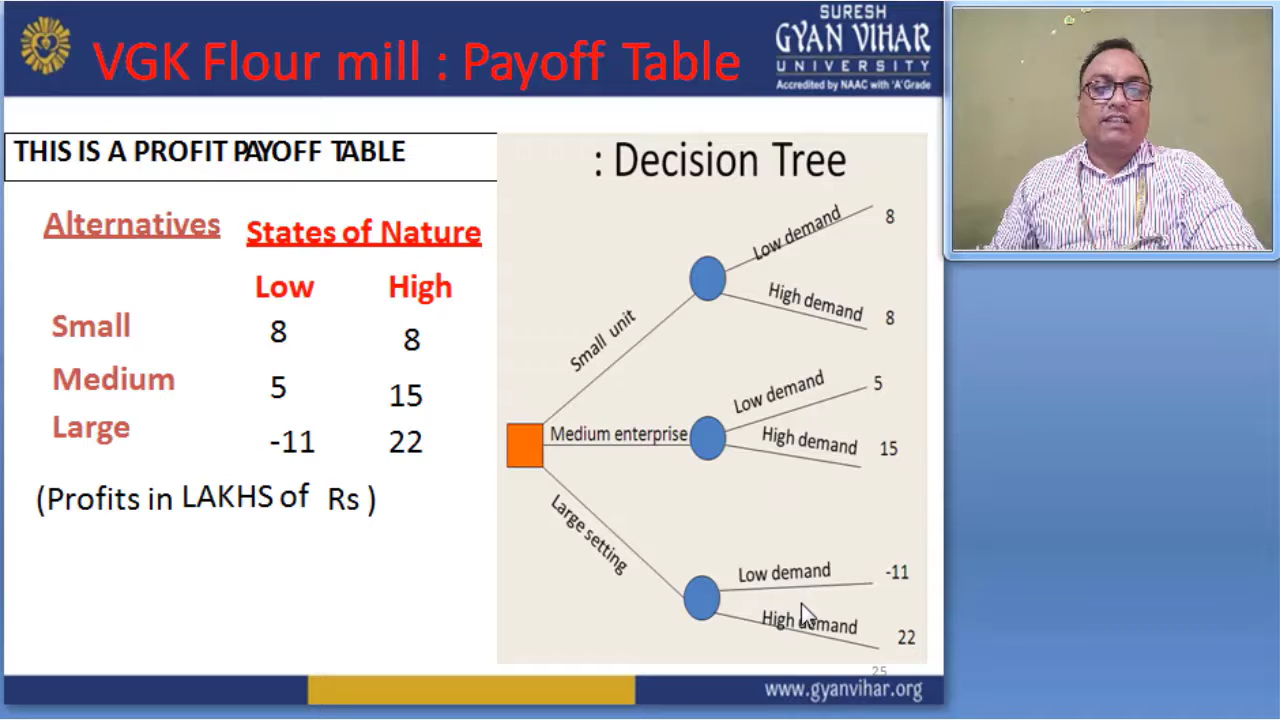 VGK Flour mill : Payoff Table
SURESH
GYAN VIHAR
UNIVERSITY
Accredited by NAAC with 'A' Grade
THIS IS A PROFIT PAYOFF TABLE
Alternatives States of Nature
Low High
Small 8 8
Medium 5 15
Large -11 22
(Profits in LAKHS of Rs )
: Decision Tree
Low demand 8
High demand 8
Small unit
Low demand 5
Medium enterprise High demand 15
Large setting
Low demand -11
High demand 22
25
www.gyanvihar.org